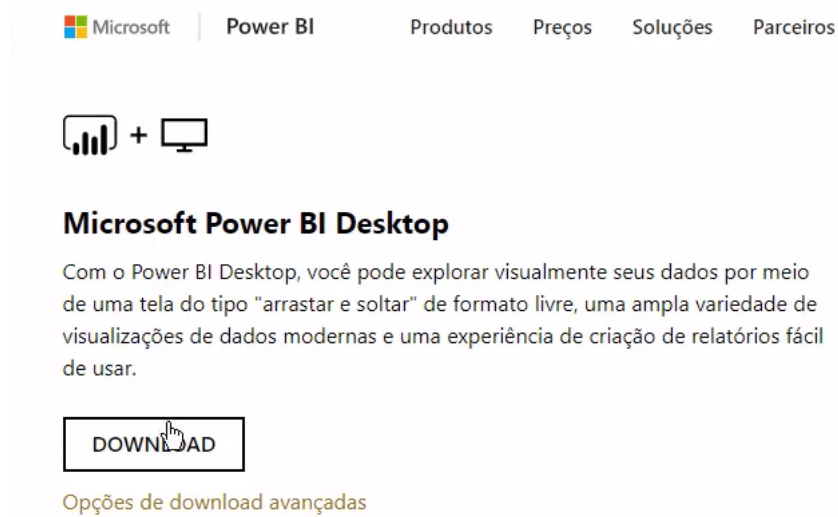 Microsoft Power BI Produtos Preços Soluções Parceiros
+
Microsoft Power BI Desktop
Com o Power BI Desktop, você pode explorar visualmente seus dados por meio
de uma tela do tipo "arrastar e soltar" de formato livre, uma ampla variedade de
visualizações de dados modernas e uma experiência de criação de relatórios fácil
de usar.
DOWNLOAD
Opções de download avançadas